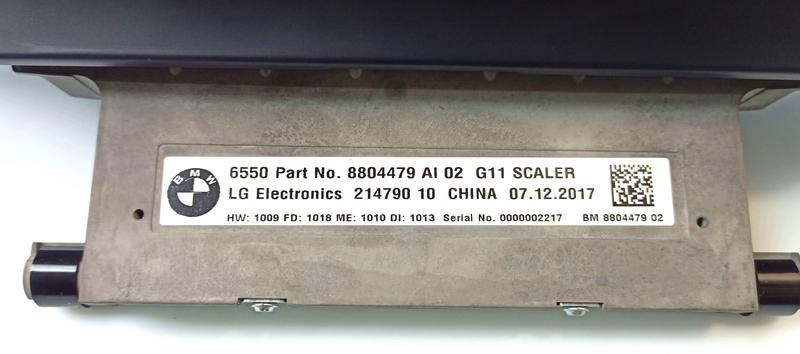 BMW
6550 Part No. 8804479 AI 02 G11 SCALER
LG Electronics 214790 10 CHINA 07.12.2017
HW: 1009 FD: 1018 ME: 1010 DI: 1013 Serial No. 0000002217 BM 8804479 02